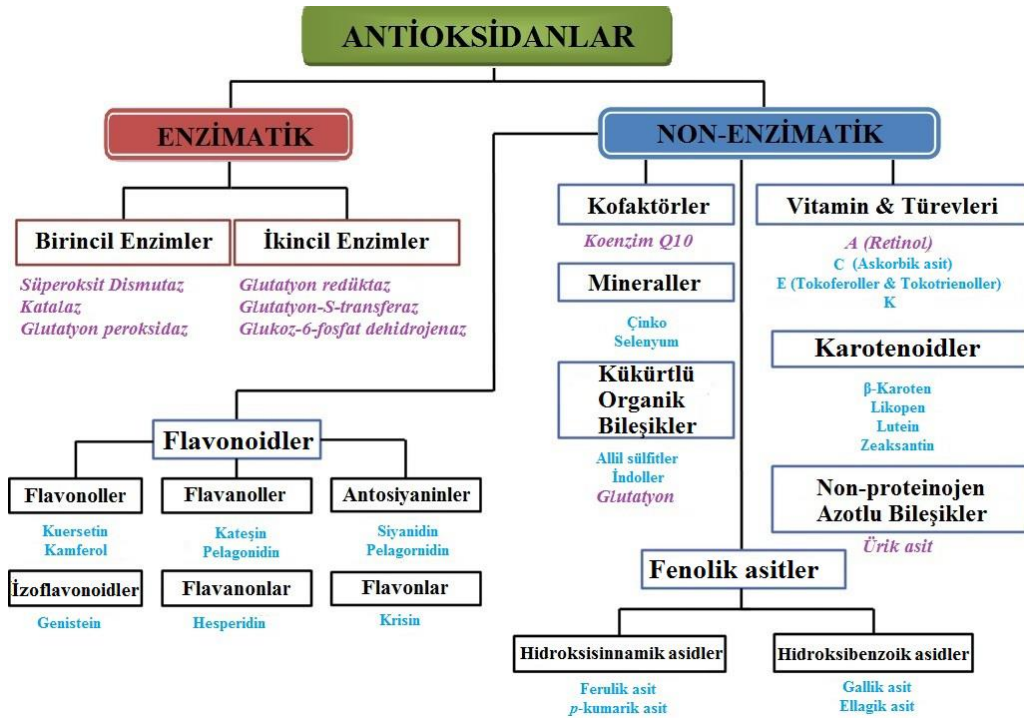 ANTİOKSİDANLAR
ENZİMATİK
NON-ENZİMATİK
Birincil Enzimler
Süperoksit Dismutaz
Katalaz
Glutatyon peroksidaz
İkincil Enzimler
Glutatyon redüktaz
Glutatyon-S-transferaz
Glukoz-6-fosfat dehidrojenaz
Kofaktörler
Koenzim Q10
Mineraller
Çinko
Selenyum
Kükürtlü
Organik
Bileşikler
Allil sülfitler
İndoller
Glutatyon
Vitamin & Türevleri
A (Retinol)
C (Askorbik asit)
E (Tokoferoller & Tokotrienoller)
K
Karotenoidler
β-Karoten
Likopen
Lutein
Zeaksantin
Non-proteinojen
Azotlu Bileşikler
Ürik asit
Flavonoidler
Flavonoller
Kuersetin
Kamferol
Flavanoller
Kateşin
Pelagonidin
Antosiyaninler
Siyanidin
Pelagornidin
İzoflavonoidler
Genistein
Flavanonlar
Hesperidin
Flavonlar
Krisin
Fenolik asitler
Hidroksisinnamik asidler
Ferulik asit
p-kumarik asit
Hidroksibenzoik asidler
Gallik asit
Ellagik asit